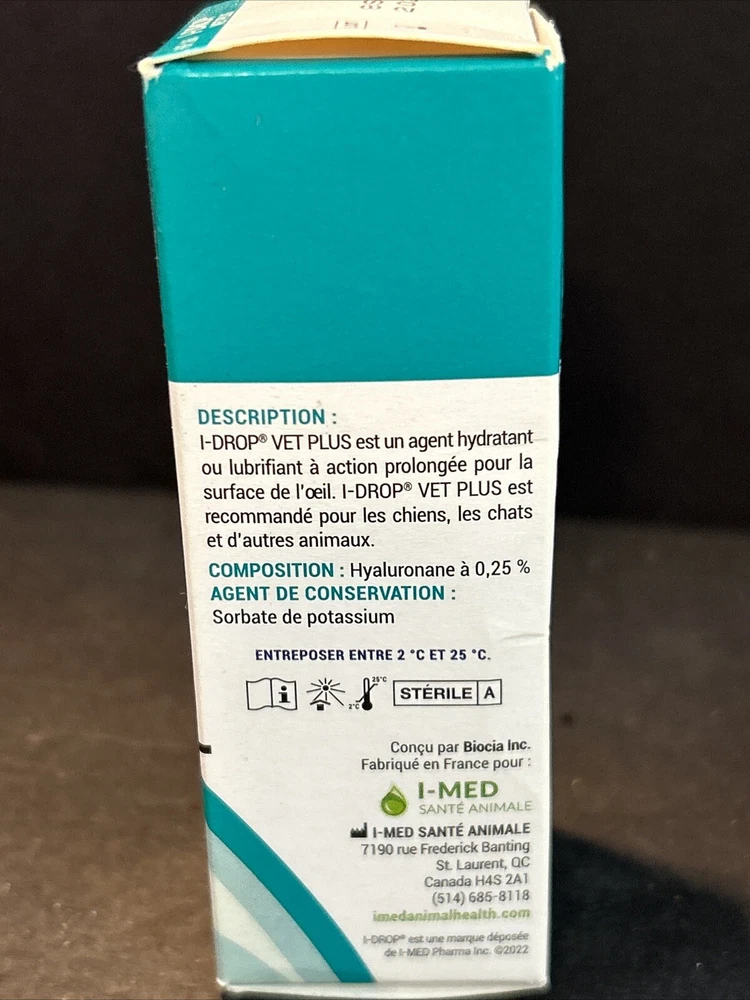 DESCRIPTION :
I-DROP® VET PLUS est un agent hydratant
ou lubrifiant à action prolongée pour la
surface de l'œil. I-DROP® VET PLUS est
recommandé pour les chiens, les chats
et d'autres animaux.
COMPOSITION : Hyaluronane à 0,25 %
AGENT DE CONSERVATION :
Sorbate de potassium
ENTREPOSER ENTRE 2 °C ET 25 °C.
i 2°C 25°C STÉRILE A
Conçu par Biocia Inc.
Fabriqué en France pour :
I-MED
SANTÉ ANIMALE
I-MED SANTÉ ANIMALE
7190 rue Frederick Banting
St. Laurent, QC
Canada H4S 2A1
(514) 685-8118
imedanimalhealth.com
I-DROP® est une marque déposée
de I-MED Pharma Inc. ©2022